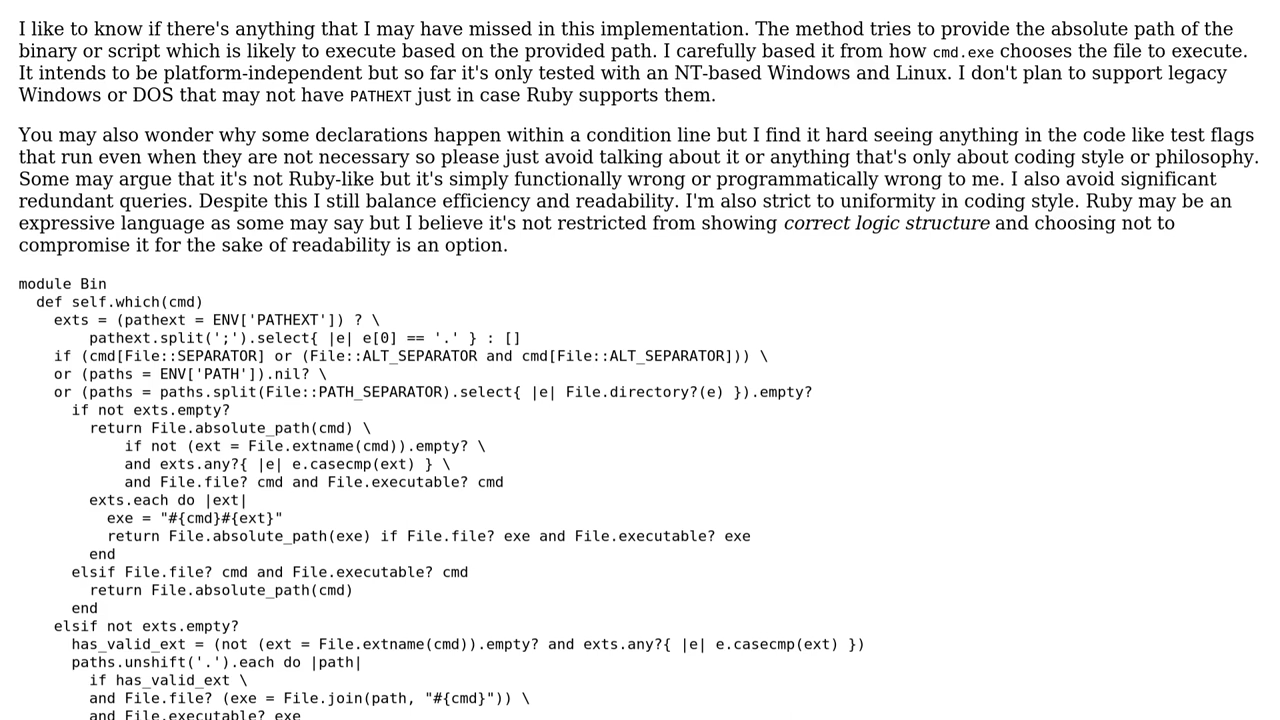 I like to know if there's anything that I may have missed in this implementation. The method tries to provide the absolute path of the
binary or script which is likely to execute based on the provided path. I carefully based it from how cmd.exe chooses the file to execute.
It intends to be platform-independent but so far it's only tested with an NT-based Windows and Linux. I don't plan to support legacy
Windows or DOS that may not have PATHEXT just in case Ruby supports them.
You may also wonder why some declarations happen within a condition line but I find it hard seeing anything in the code like test flags
that run even when they are not necessary so please just avoid talking about it or anything that's only about coding style or philosophy.
Some may argue that it's not Ruby-like but it's simply functionally wrong or programmatically wrong to me. I also avoid significant
redundant queries. Despite this I still balance efficiency and readability. I'm also strict to uniformity in coding style. Ruby may be an
expressive language as some may say but I believe it's not restricted from showing correct logic structure and choosing not to
compromise it for the sake of readability is an option.
module Bin
  def self.which(cmd)
    exts = (pathext = ENV['PATHEXT']) ? \
        pathext.split(';').select{ |e| e[0] == '.' } : []
    if (cmd[File::SEPARATOR] or (File::ALT_SEPARATOR and cmd[File::ALT_SEPARATOR])) \
    or (paths = ENV['PATH']).nil? \
    or (paths = paths.split(File::PATH_SEPARATOR).select{ |e| File.directory?(e) }).empty?
      if not exts.empty?
        return File.absolute_path(cmd) \
            if not (ext = File.extname(cmd)).empty? \
            and exts.any?{ |e| e.casecmp(ext) } \
            and File.file? cmd and File.executable? cmd
        exts.each do |ext|
          exe = "#{cmd}#{ext}"
          return File.absolute_path(exe) if File.file? exe and File.executable? exe
        end
      elsif File.file? cmd and File.executable? cmd
        return File.absolute_path(cmd)
      end
    elsif not exts.empty?
      has_valid_ext = (not (ext = File.extname(cmd)).empty? and exts.any?{ |e| e.casecmp(ext) })
      paths.unshift('.').each do |path|
        if has_valid_ext \
        and File.file? (exe = File.join(path, "#{cmd}")) \
        and File.executable? exe